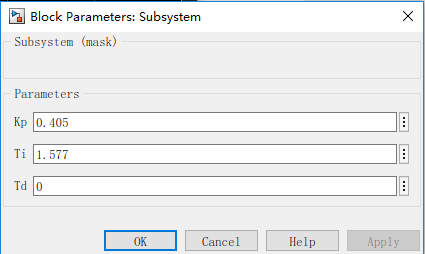 Block Parameters: Subsystem
Subsystem (mask)
Parameters
Kp 0.405
Ti 1.577
Td 0
OK Cancel Help Apply